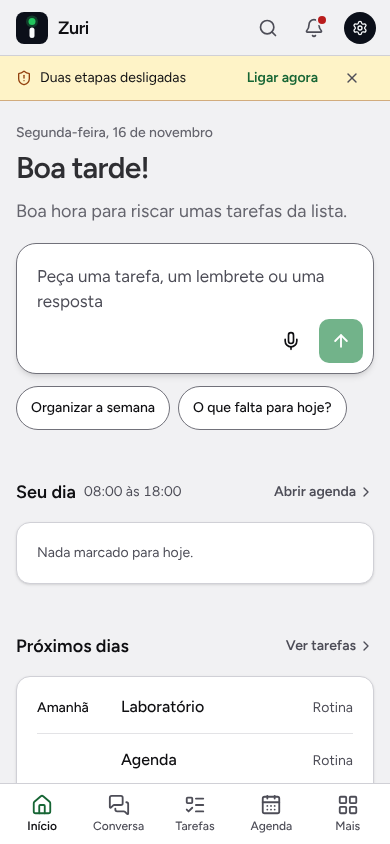 Zuri
Duas etapas desligadas Ligar agora
Segunda-feira, 16 de novembro
Boa tarde!
Boa hora para riscar umas tarefas da lista.
Peça uma tarefa, um lembrete ou uma
resposta
Organizar a semana O que falta para hoje?
Seu dia 08:00 às 18:00 Abrir agenda
Nada marcado para hoje.
Próximos dias Ver tarefas
Amanhã Laboratório Rotina
Agenda Rotina
Início Conversa Tarefas Agenda Mais